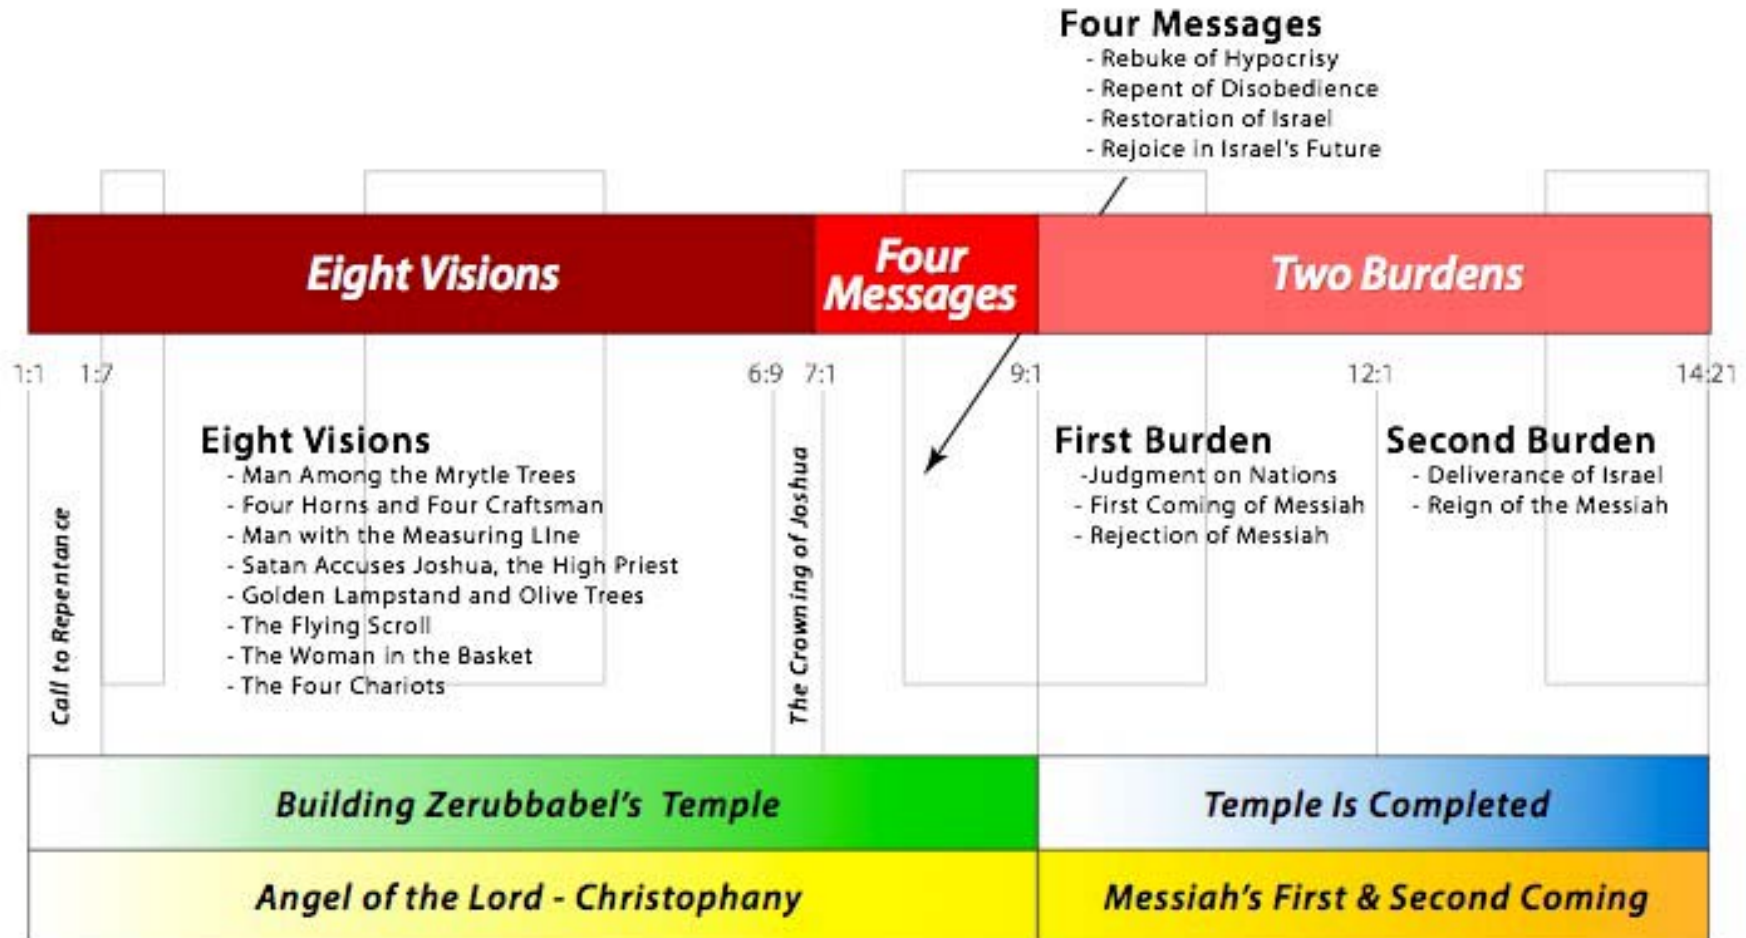 Four Messages
- Rebuke of Hypocrisy
- Repent of Disobedience
- Restoration of Israel
- Rejoice in Israel's Future
Eight Visions
Four
Messages
Two Burdens
1:1
1:7
6:9
7:1
9:1
12:1
14:21
Call to Repentance
Eight Visions
- Man Among the Mrytle Trees
- Four Horns and Four Craftsman
- Man with the Measuring LIne
- Satan Accuses Joshua, the High Priest
- Golden Lampstand and Olive Trees
- The Flying Scroll
- The Woman in the Basket
- The Four Chariots
The Crowning of Joshua
First Burden
-Judgment on Nations
- First Coming of Messiah
- Rejection of Messiah
Second Burden
- Deliverance of Israel
- Reign of the Messiah
Building Zerubbabel's Temple
Temple Is Completed
Angel of the Lord - Christophany
Messiah's First & Second Coming